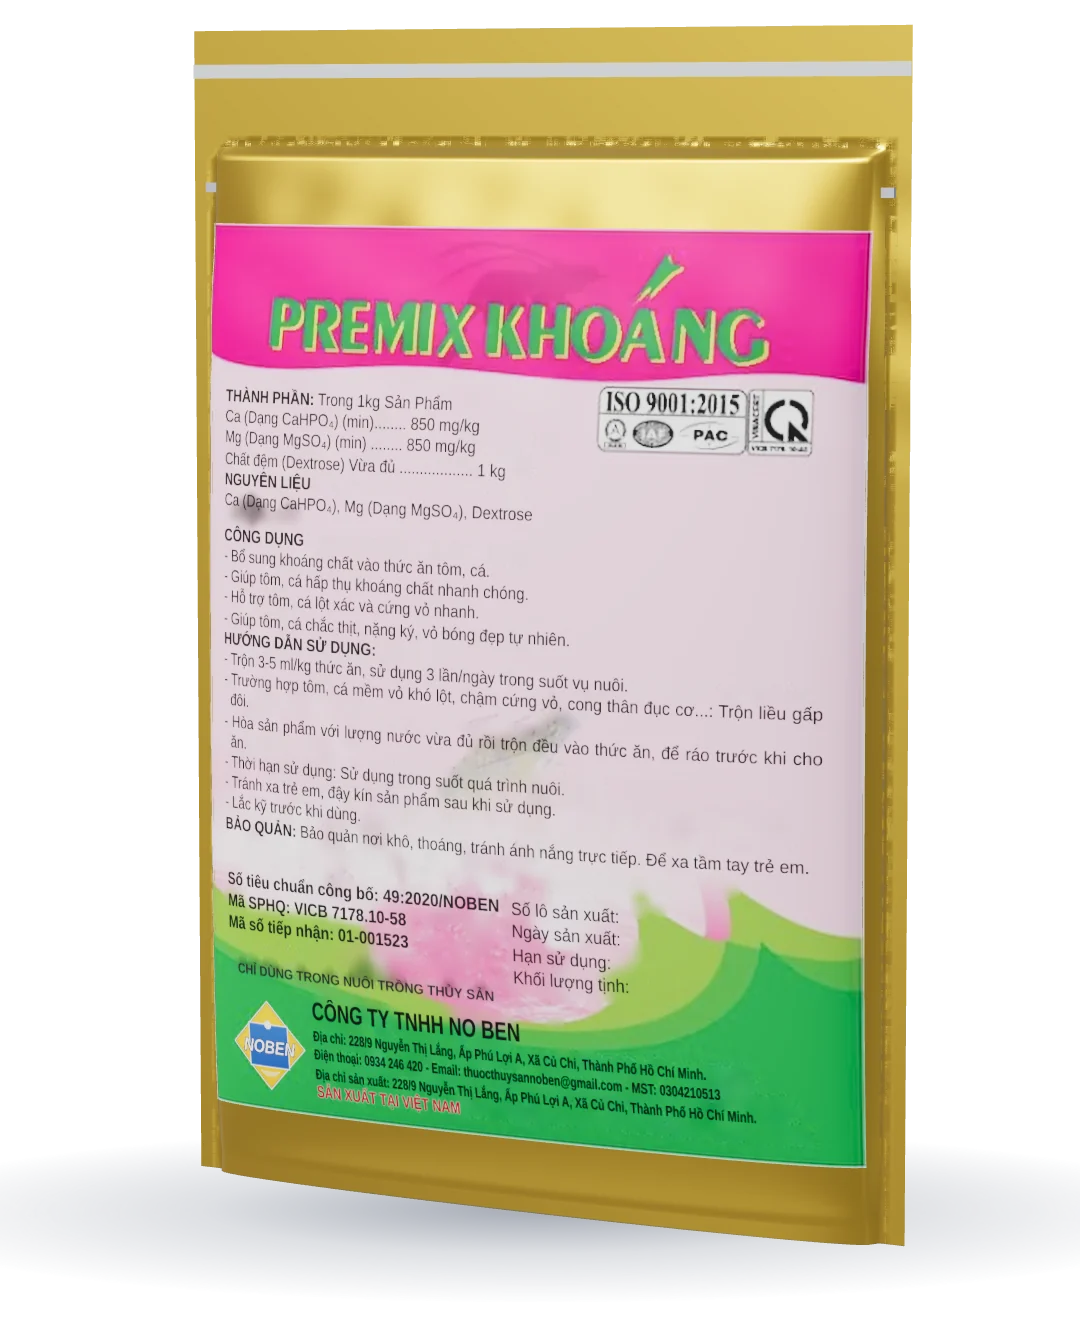 PREMIX KHOÁNG
THÀNH PHẦN: Trong 1kg Sản Phẩm
Ca (Dạng CaHPO₄) (min)........ 850 mg/kg
Mg (Dạng MgSO₄) (min) ........ 850 mg/kg
Chất đệm (Dextrose) Vừa đủ .................. 1 kg
ISO 9001:2015
IAF
PAC
VINACERT
NGUYÊN LIỆU
Ca (Dạng CaHPO₄), Mg (Dạng MgSO₄), Dextrose
CÔNG DỤNG
- Bổ sung khoáng chất vào thức ăn tôm, cá.
- Giúp tôm, cá hấp thụ khoáng chất nhanh chóng.
- Hỗ trợ tôm, cá lột xác và cứng vỏ nhanh.
- Giúp tôm, cá chắc thịt, nặng ký, vỏ bóng đẹp tự nhiên.
HƯỚNG DẪN SỬ DỤNG:
- Trộn 3-5 ml/kg thức ăn, sử dụng 3 lần/ngày trong suốt vụ nuôi.
- Trường hợp tôm, cá mềm vỏ khó lột, chậm cứng vỏ, cong thân đục cơ...: Trộn liều gấp
đôi.
- Hòa sản phẩm với lượng nước vừa đủ rồi trộn đều vào thức ăn, để ráo trước khi cho
ăn.
- Thời hạn sử dụng: Sử dụng trong suốt quá trình nuôi.
- Tránh xa trẻ em, đậy kín sản phẩm sau khi sử dụng.
- Lắc kỹ trước khi dùng.
BẢO QUẢN: Bảo quản nơi khô, thoáng, tránh ánh nắng trực tiếp. Để xa tầm tay trẻ em.
Số tiêu chuẩn công bố: 49:2020/NOBEN
Mã SPHQ: VICB 7178.10-58
Mã số tiếp nhận: 01-001523
Số lô sản xuất:
Ngày sản xuất:
Hạn sử dụng:
Khối lượng tịnh:
CHỈ DÙNG TRONG NUÔI TRỒNG THỦY SẢN
NOBEN
CÔNG TY TNHH NO BEN
Địa chỉ: 228/9 Nguyễn Thị Lắng, Ấp Phú Lợi A, Xã Củ Chi, Thành Phố Hồ Chí Minh.
Điện thoại: 0934 246 420 - Email: thuocthuysannoben@gmail.com - MST: 0304210513
Địa chỉ sản xuất: 228/9 Nguyễn Thị Lắng, Ấp Phú Lợi A, Xã Củ Chi, Thành Phố Hồ Chí Minh.
SẢN XUẤT TẠI VIỆT NAM